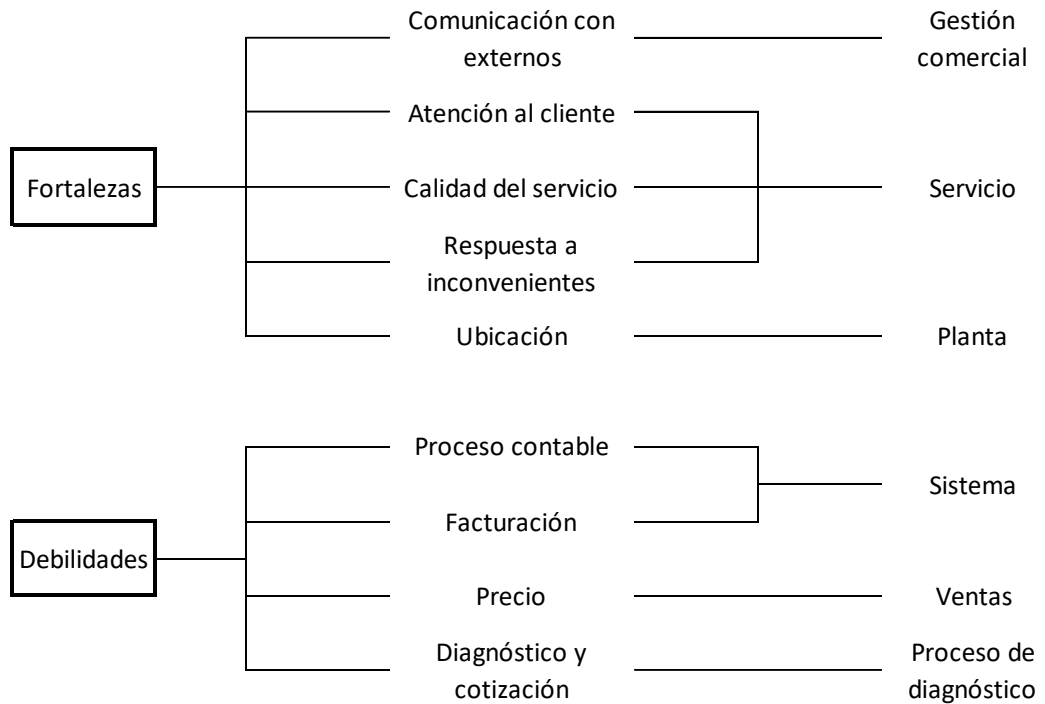 Fortalezas
Comunicación con
externos
Gestión
comercial
Atención al cliente
Calidad del servicio
Respuesta a
inconvenientes
Servicio
Ubicación
Planta
Debilidades
Proceso contable
Facturación
Sistema
Precio
Ventas
Diagnóstico y
cotización
Proceso de
diagnóstico